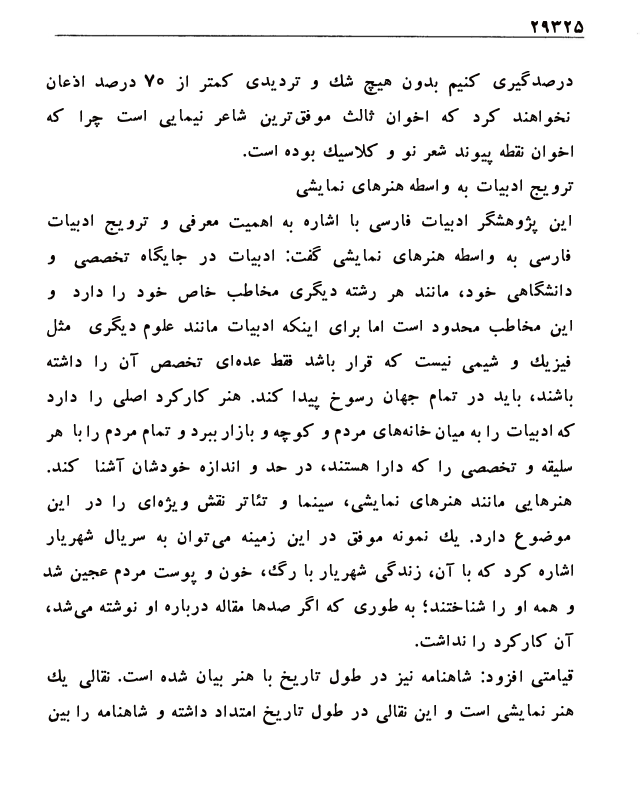 ۲۹۳۲۵
درصدگیری کنیم بدون هیچ شك و تردیدی کمتر از ۷۰ درصد اذعان
نخواهند کرد که اخوان ثالث موفق‌ترین شاعر نیمایی است چرا که
اخوان نقطه پیوند شعر نو و کلاسیك بوده است.
ترویج ادبیات به واسطه هنرهای نمایشی
این پژوهشگر ادبیات فارسی با اشاره به اهمیت معرفی و ترویج ادبیات
فارسی به واسطه هنرهای نمایشی گفت: ادبیات در جایگاه تخصصی و
دانشگاهی خود، مانند هر رشته دیگری مخاطب خاص خود را دارد و
این مخاطب محدود است اما برای اینکه ادبیات مانند علوم دیگری مثل
فیزیك و شیمی نیست که قرار باشد فقط عده‌ای تخصص آن را داشته
باشند، باید در تمام جهان رسوخ پیدا کند. هنر کارکرد اصلی را دارد
که ادبیات را به میان خانه‌های مردم و کوچه و بازار ببرد و تمام مردم را با هر
سلیقه و تخصصی را که دارا هستند، در حد و اندازه خودشان آشنا کند.
هنرهایی مانند هنرهای نمایشی، سینما و تئاتر نقش ویژه‌ای را در این
موضوع دارد. یك نمونه موفق در این زمینه می‌توان به سریال شهریار
اشاره کرد که با آن، زندگی شهریار با رگ، خون و پوست مردم عجین شد
و همه او را شناختند؛ به طوری که اگر صدها مقاله درباره او نوشته می‌شد،
آن کارکرد را نداشت.
قیامتی افزود: شاهنامه نیز در طول تاریخ با هنر بیان شده است. نقالی یك
هنر نمایشی است و این نقالی در طول تاریخ امتداد داشته و شاهنامه را بین